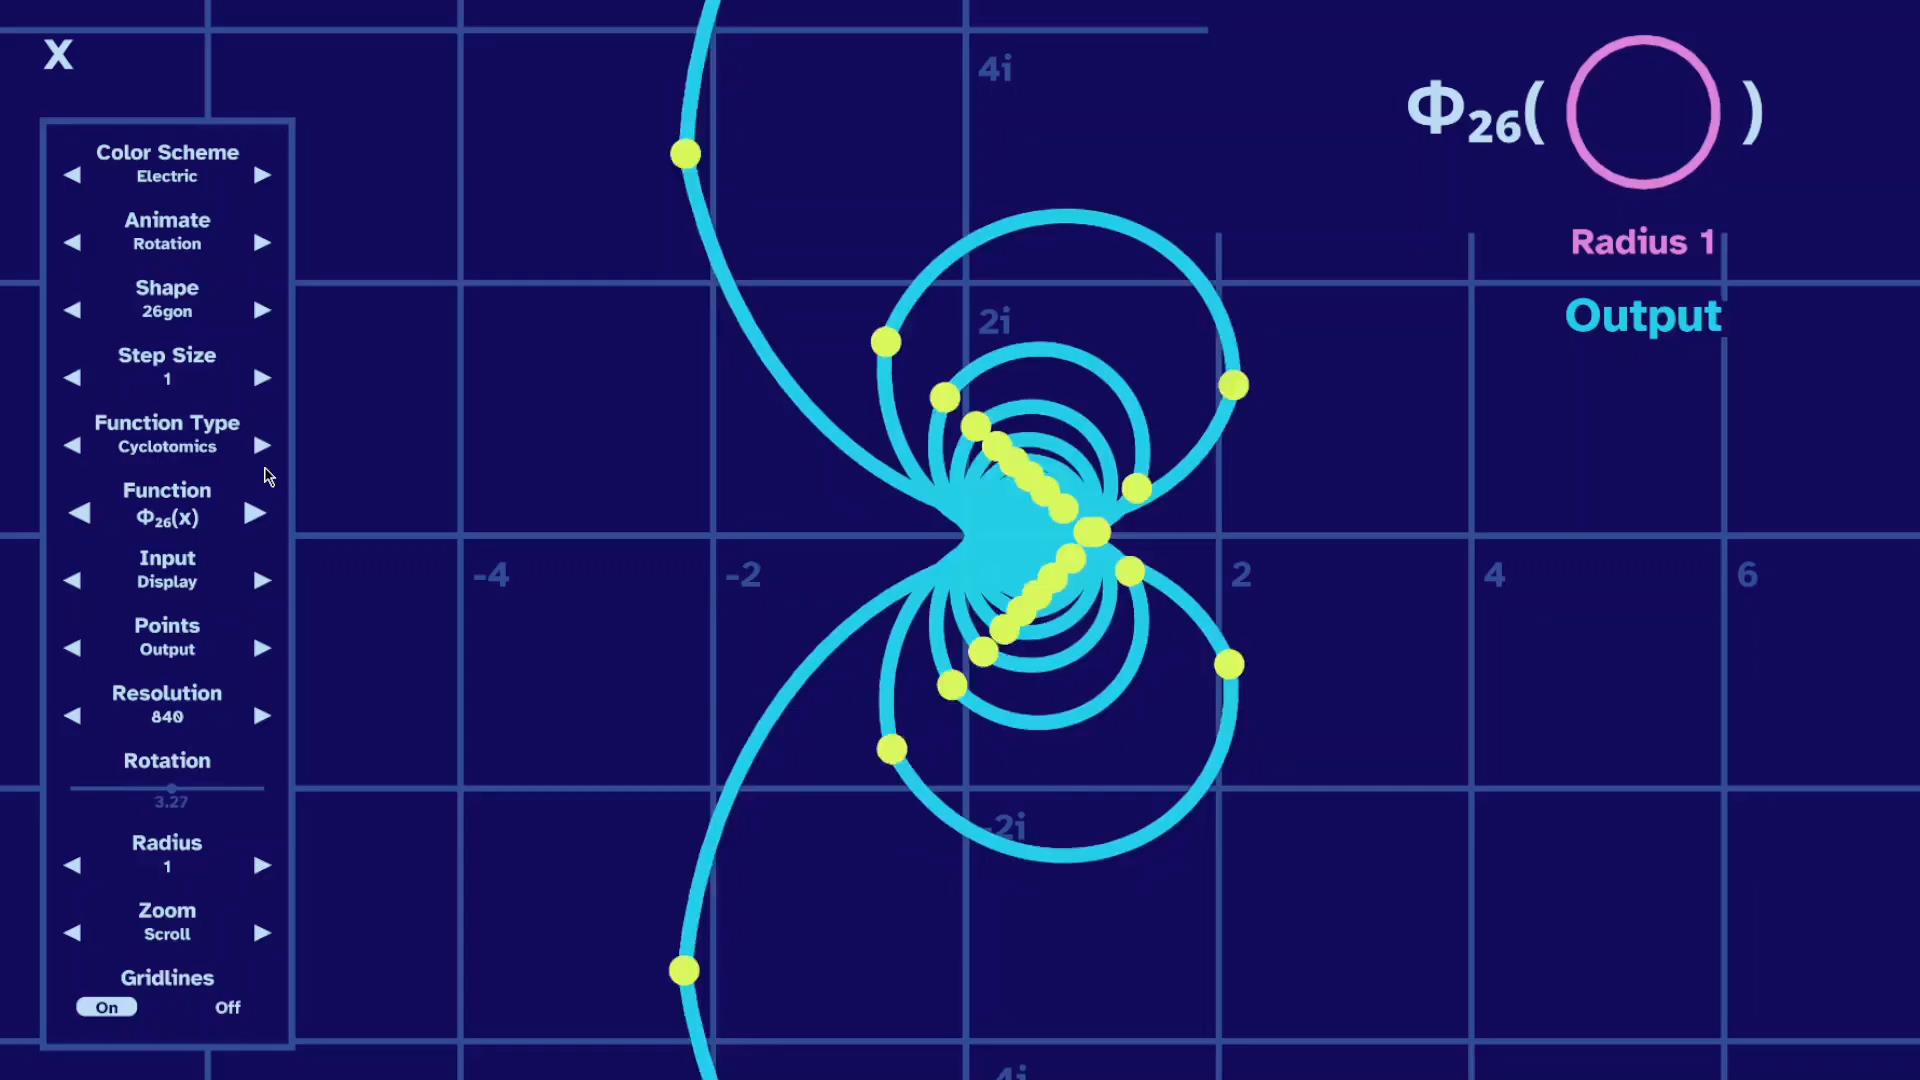 X
Color Scheme
Electric
Animate
Rotation
Shape
26gon
Step Size
1
Function Type
Cyclotomics
Function
Φ₂₆(x)
Input
Display
Points
Output
Resolution
840
Rotation
3.27
Radius
1
Zoom
Scroll
Gridlines
On Off
4i
2i
-4 -2 2 4 6
-2i
4i
Φ₂₆( )
Radius 1
Output